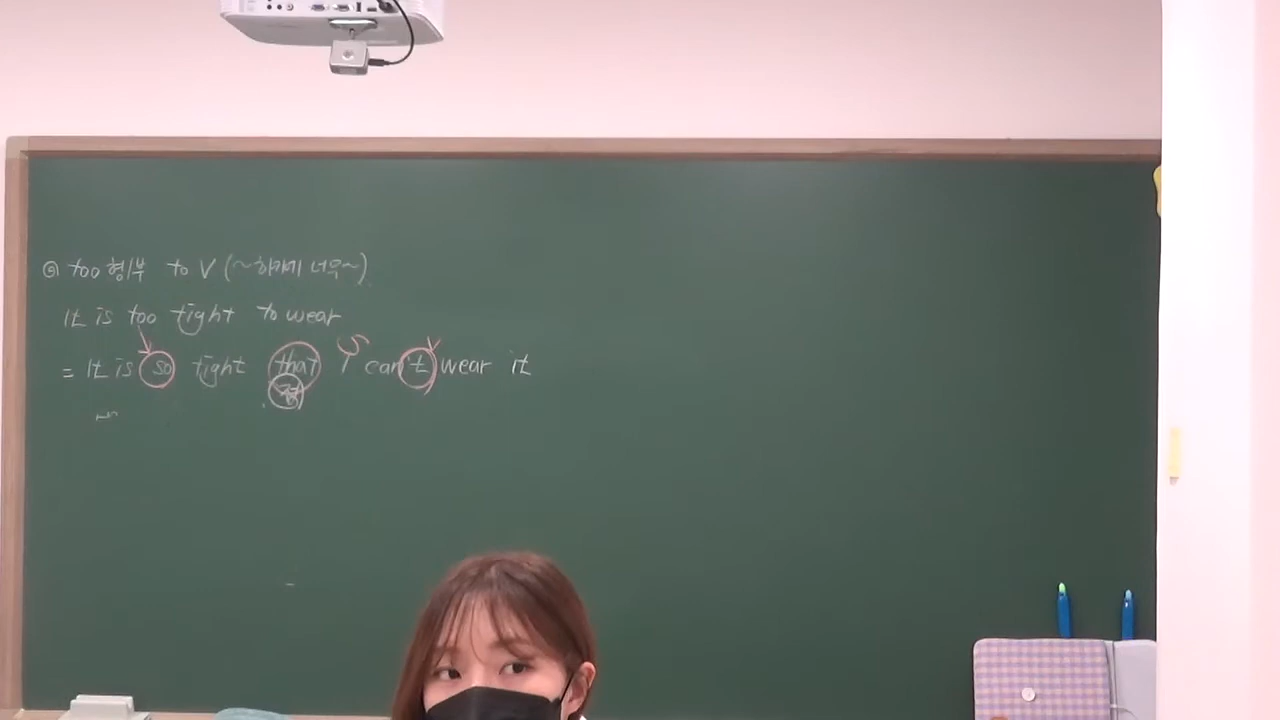 ◎ too 형/부 to V (~하기에 너무~)
It is too tight to wear
= It is so tight that I can't wear it
S V